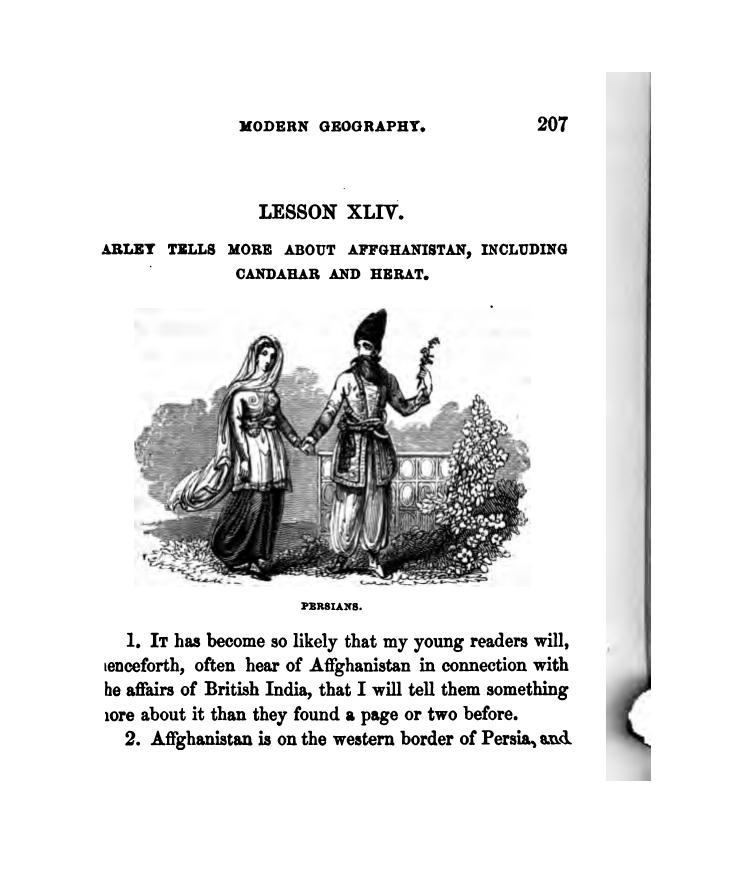 MODERN GEOGRAPHY. 207
LESSON XLIV.
ARLEY TELLS MORE ABOUT AFFGHANISTAN, INCLUDING
CANDAHAR AND HERAT.
PERSIANS.
1. IT has become so likely that my young readers will,
enceforth, often hear of Affghanistan in connection with
he affairs of British India, that I will tell them something
ore about it than they found a page or two before.
2. Affghanistan is on the western border of Persia, and